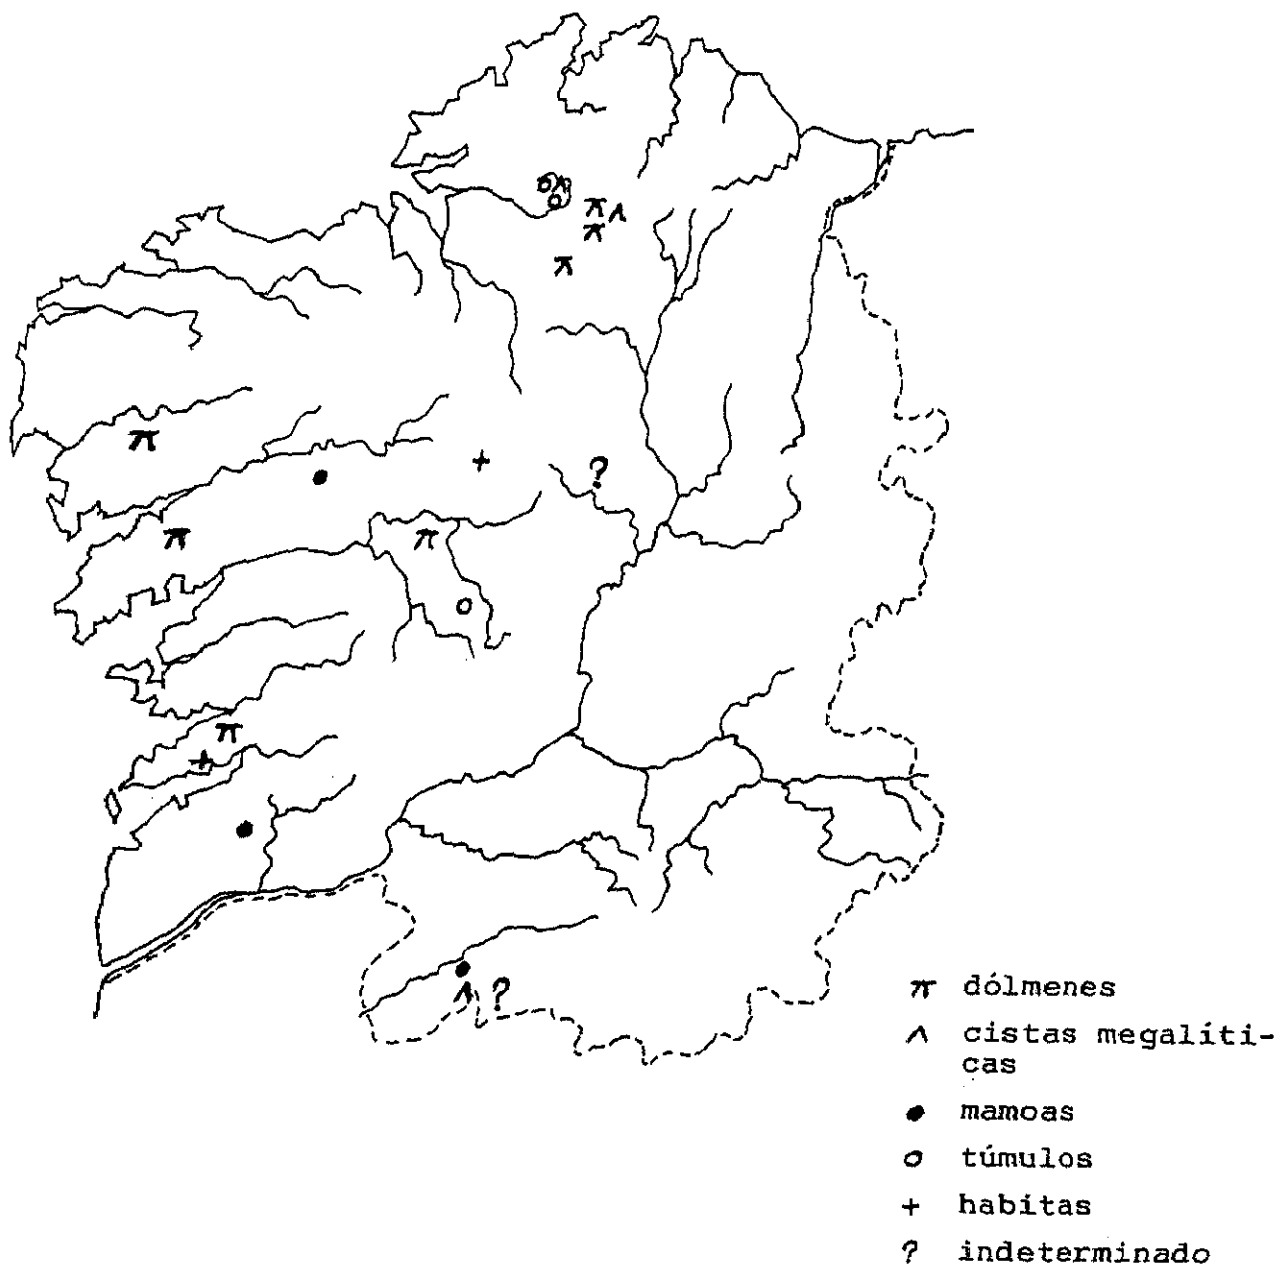 π dólmenes
ʌ cistas megalíti-
cas
● mamoas
o túmulos
+ habitas
? indeterminado